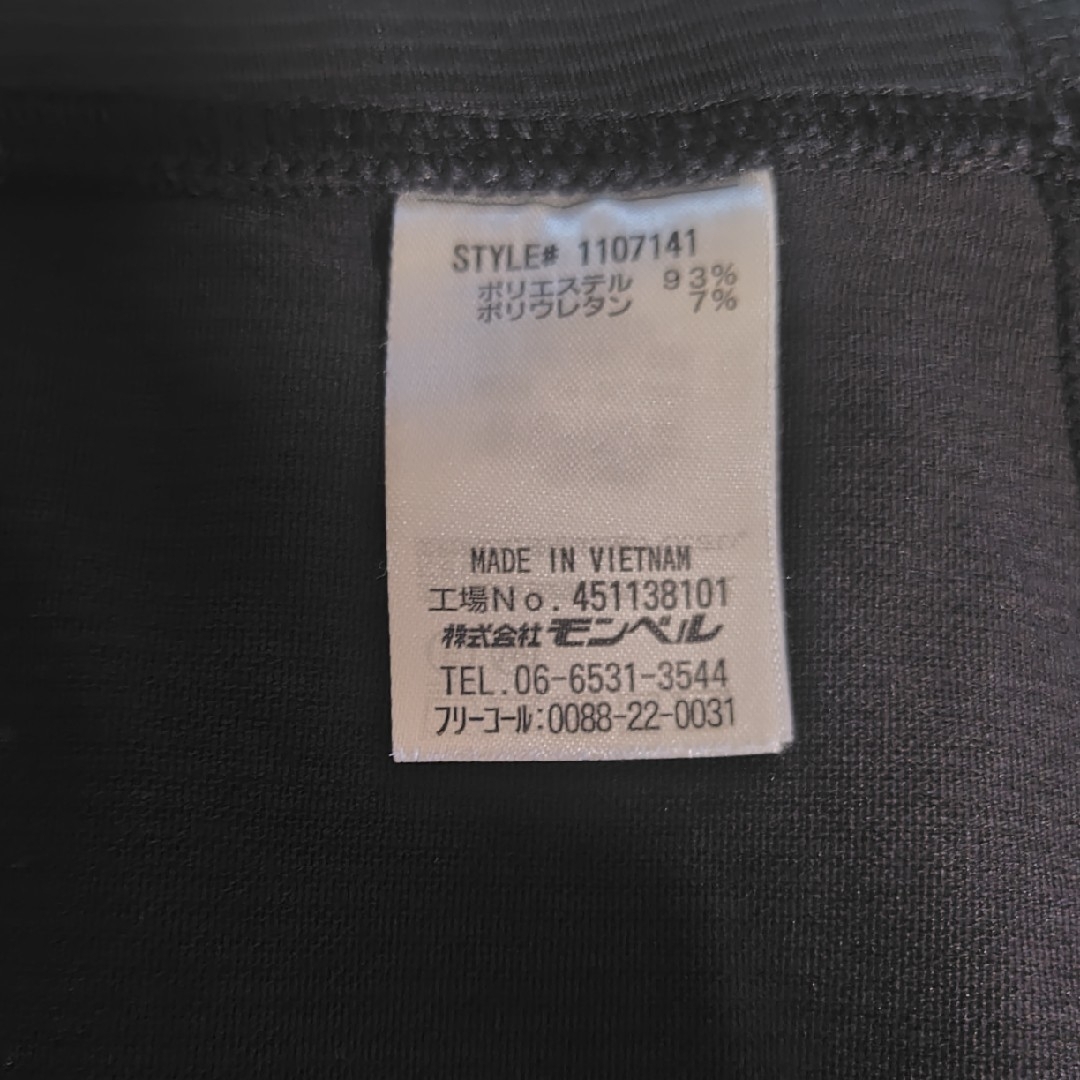 STYLE# 1107141
ポリエステル 93%
ポリウレタン 7%
MADE IN VIETNAM
工場No. 451138101
株式会社モンベル
TEL.06-6531-3544
フリーコール:0088-22-0031